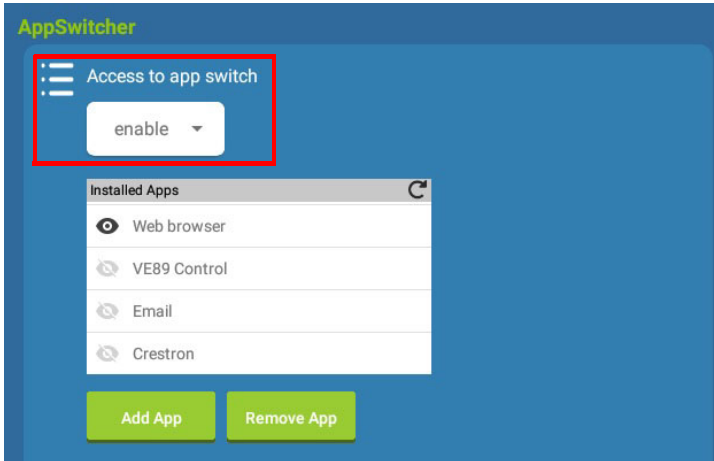 AppSwitcher
Access to app switch
enable
Installed Apps
Web browser
VE89 Control
Email
Crestron
Add App
Remove App